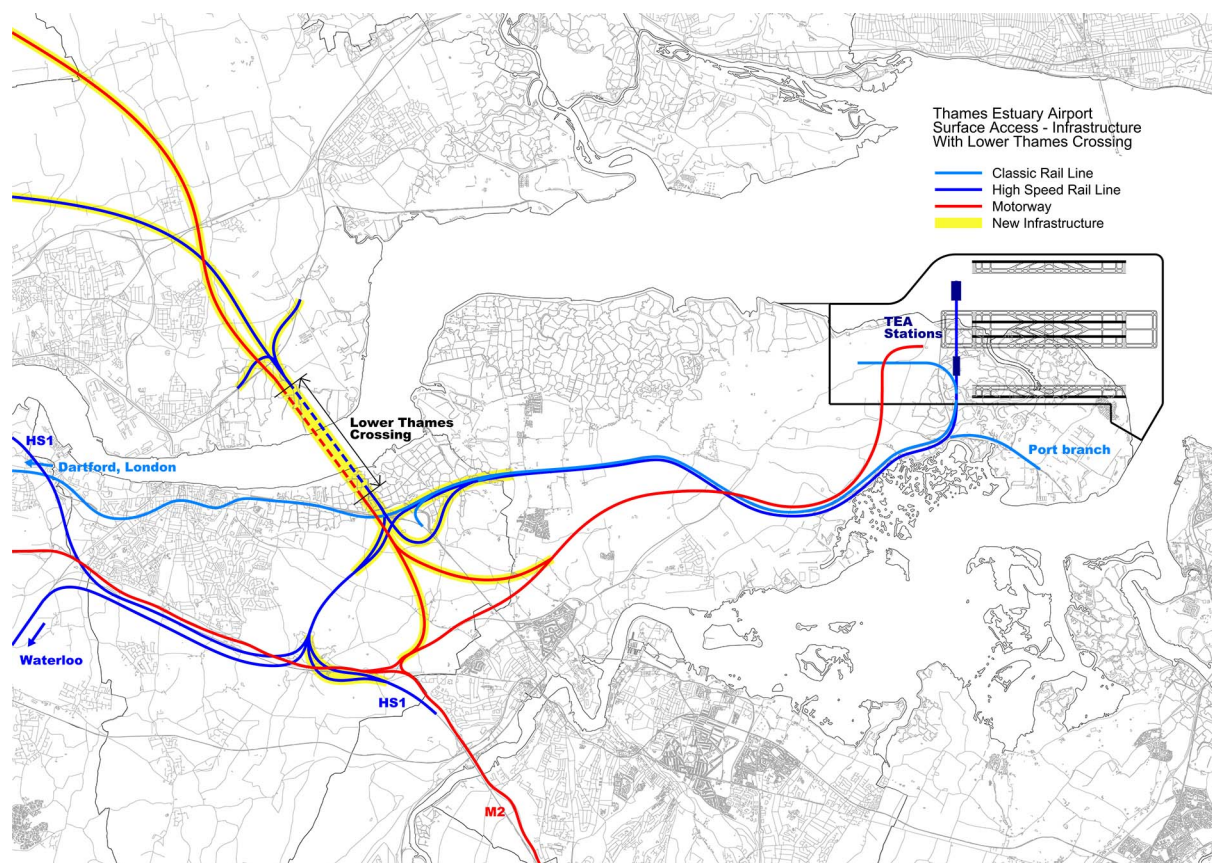 Thames Estuary Airport
Surface Access - Infrastructure
With Lower Thames Crossing
Classic Rail Line
High Speed Rail Line
Motorway
New Infrastructure
TEA
Stations
Lower Thames
Crossing
HS1
Dartford, London
Port branch
Waterloo
HS1
M2